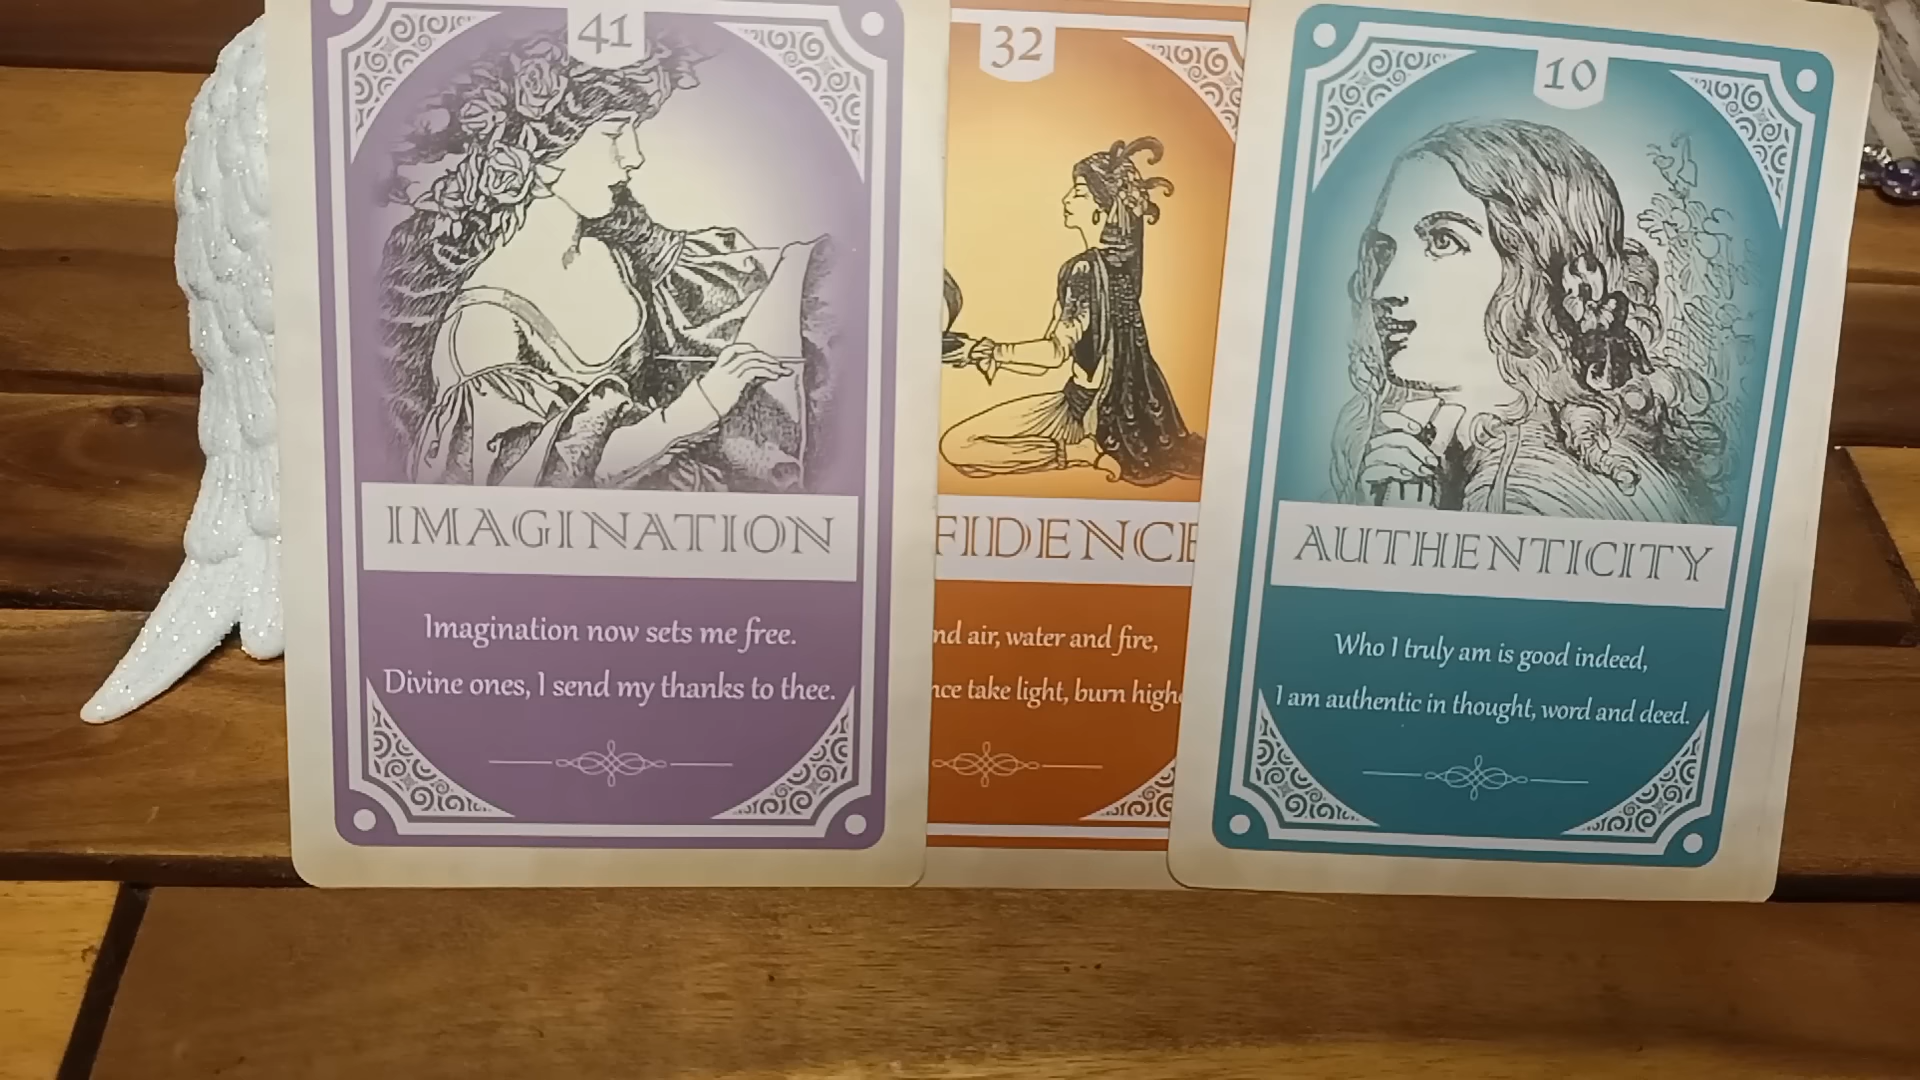 41
IMAGINATION
Imagination now sets me free.
Divine ones, I send my thanks to thee.
32
FIDENCE
nd air, water and fire,
nce take light, burn high
10
AUTHENTICITY
Who I truly am is good indeed,
I am authentic in thought, word and deed.